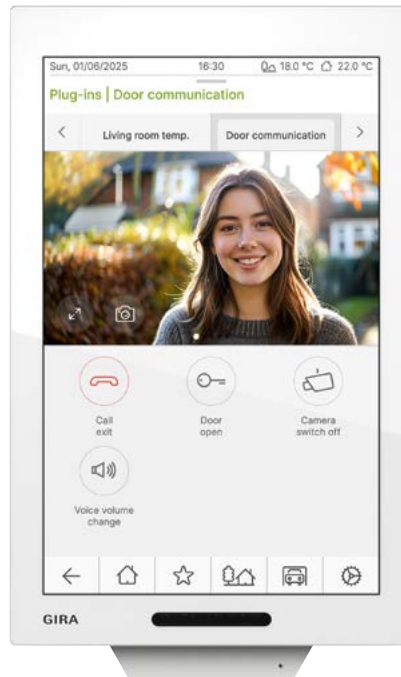 Sun, 01/06/2025 16:30 18.0 °C 22.0 °C
Plug-ins | Door communication
Living room temp. Door communication
Call
exit
Door
open
Camera
switch off
Voice volume
change
GIRA